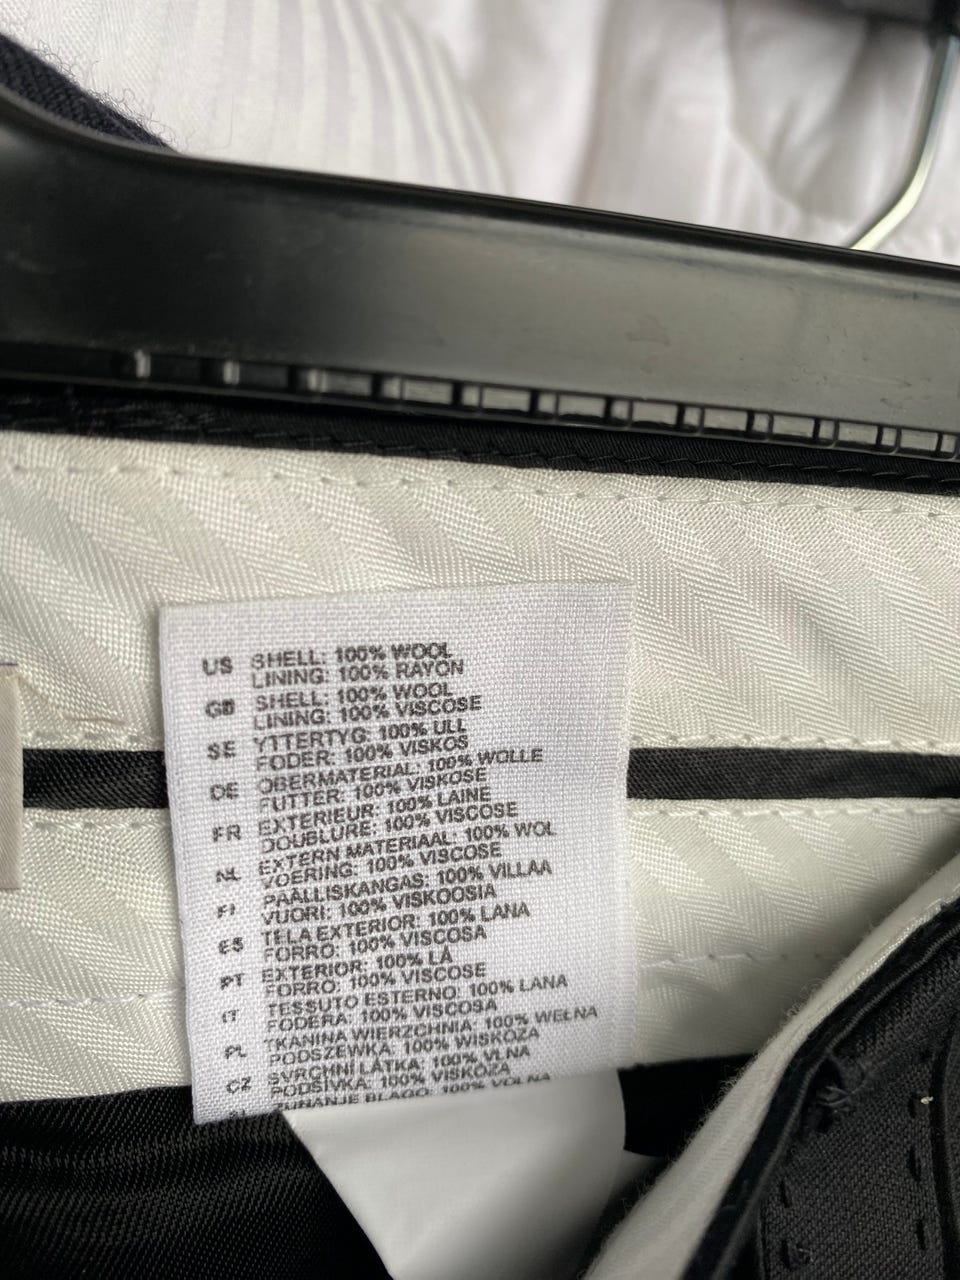 US SHELL: 100% WOOL
LINING: 100% RAYON
GB SHELL: 100% WOOL
LINING: 100% VISCOSE
SE YTTERTYG: 100% ULL
FODER: 100% VISKOS
DE OBERMATERIAL: 100% WOLLE
FUTTER: 100% VISKOSE
FR EXTERIEUR: 100% LAINE
DOUBLURE: 100% VISCOSE
NL EXTERN MATERIAAL: 100% WOL
VOERING: 100% VISCOSE
FI PÄÄLLISKANGAS: 100% VILLAA
VUORI: 100% VISKOOSIA
ES TELA EXTERIOR: 100% LANA
FORRO: 100% VISCOSA
PT EXTERIOR: 100% LÃ
FORRO: 100% VISCOSE
IT TESSUTO ESTERNO: 100% LANA
FODERA: 100% VISCOSA
PL TKANINA WIERZCHNIA: 100% WEŁNA
PODSZEWKA: 100% WISKOZA
CZ SVRCHNÍ LÁTKA: 100% VLNA
PODŠÍVKA: 100% VISKÓZA
BLAGO: 100% VOLNA